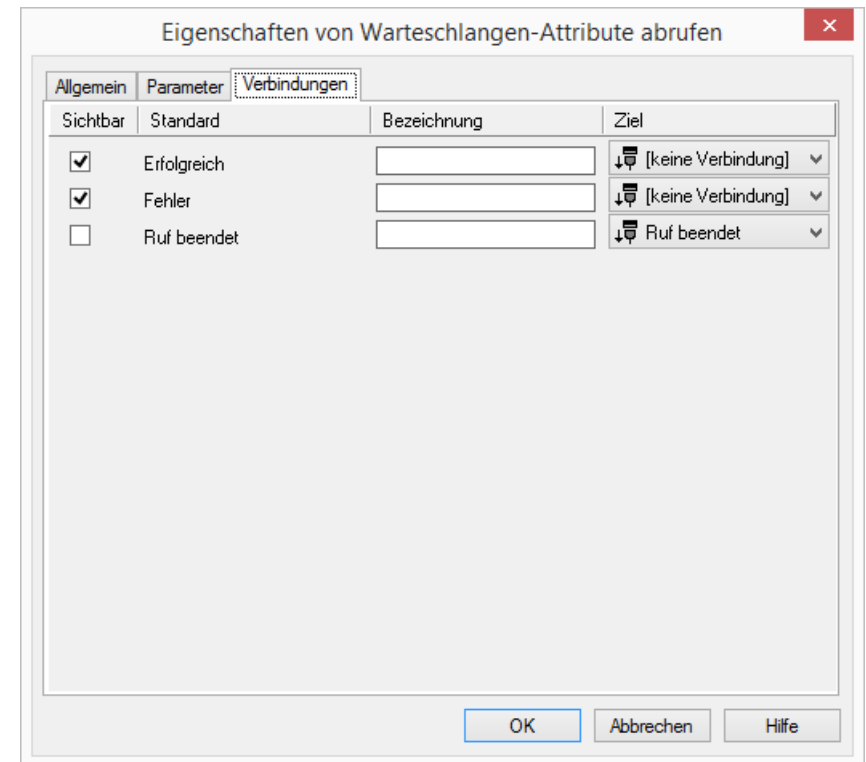 Eigenschaften von Warteschlangen-Attribute abrufen
Allgemein Parameter Verbindungen
Sichtbar Standard Bezeichnung Ziel
Erfolgreich [keine Verbindung]
Fehler [keine Verbindung]
Ruf beendet Ruf beendet
OK Abbrechen Hilfe